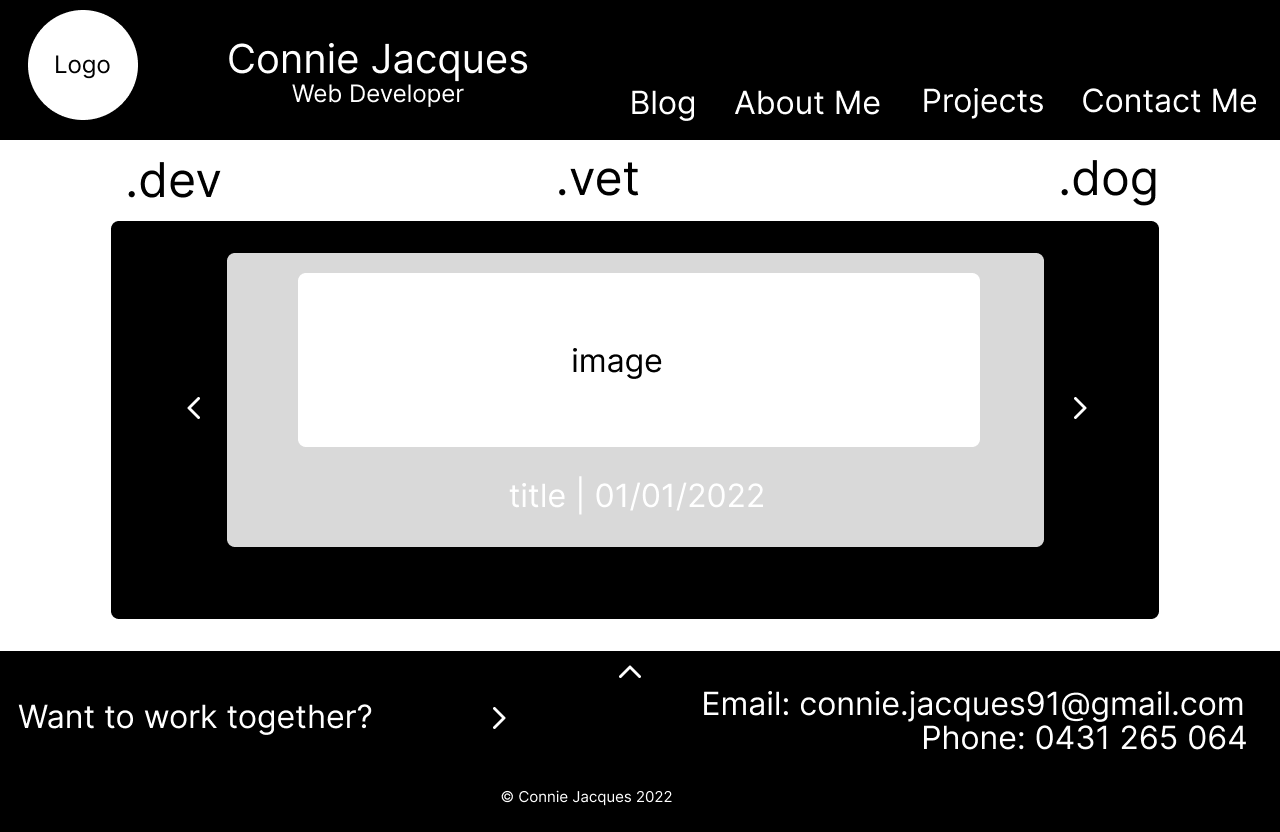 Logo
Connie Jacques
Web Developer
Blog About Me Projects Contact Me
.dev .vet .dog
image
title | 01/01/2022
Want to work together?
Email: connie.jacques91@gmail.com
Phone: 0431 265 064
© Connie Jacques 2022